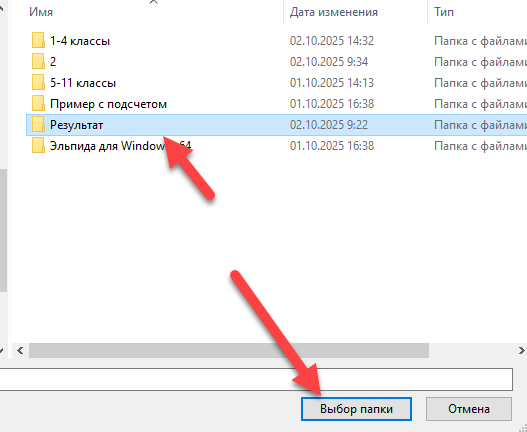 Имя Дата изменения Тип
1-4 классы 02.10.2025 14:32 Папка с файлами
2 02.10.2025 9:34 Папка с файлами
5-11 классы 01.10.2025 14:13 Папка с файлами
Пример с подсчетом 01.10.2025 16:38 Папка с файлами
Результат 02.10.2025 9:22 Папка с файлами
Эльпида для Window 64 01.10.2025 16:38 Папка с файлами
Выбор папки Отмена